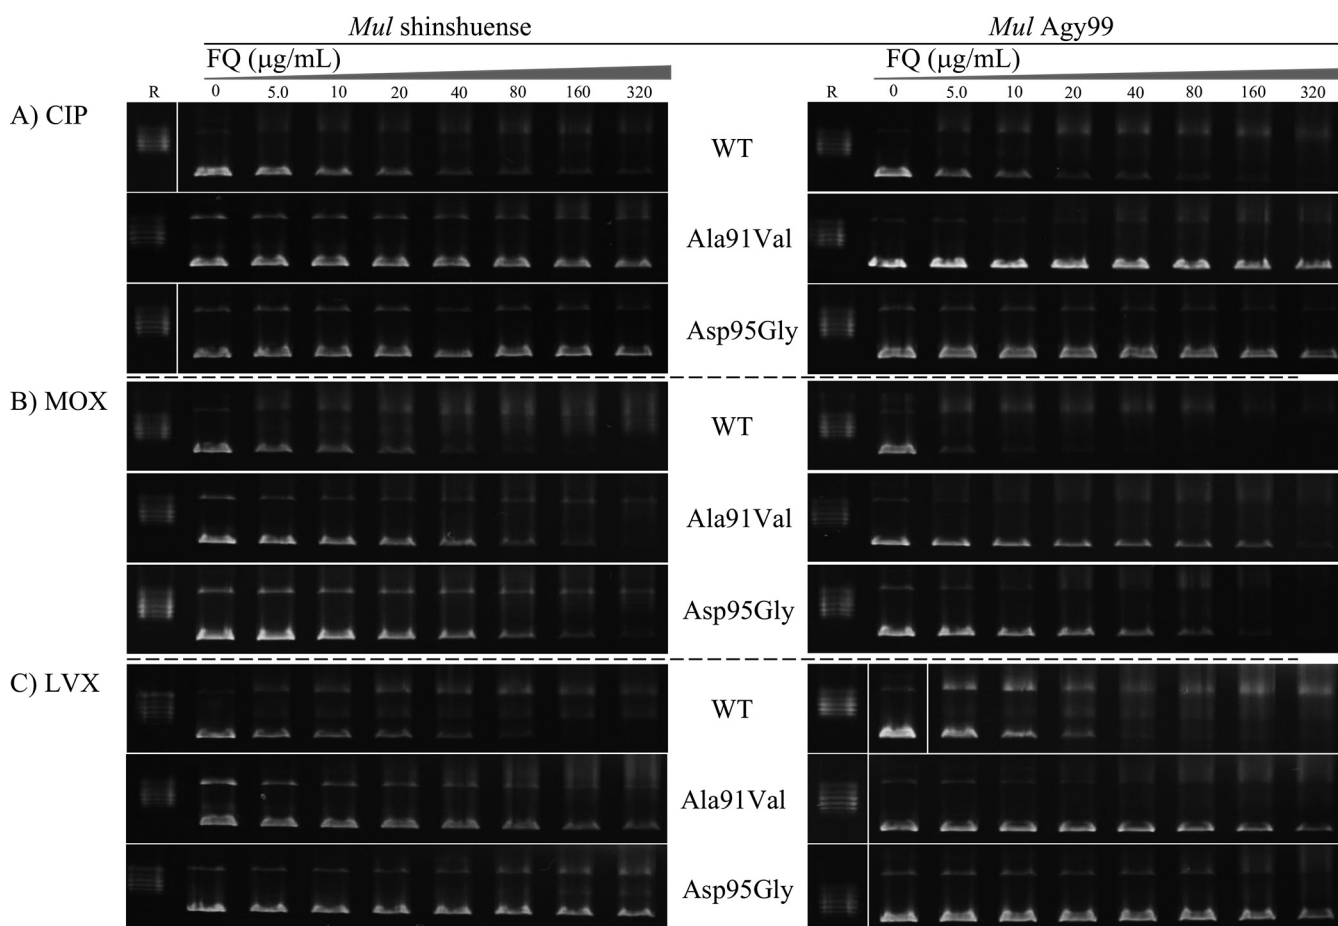 Mul shinshuense Mul Agy99
FQ (μg/mL) FQ (μg/mL)
R 0 5.0 10 20 40 80 160 320 R 0 5.0 10 20 40 80 160 320
A) CIP
WT
Ala91Val
Asp95Gly
B) MOX
WT
Ala91Val
Asp95Gly
C) LVX
WT
Ala91Val
Asp95Gly